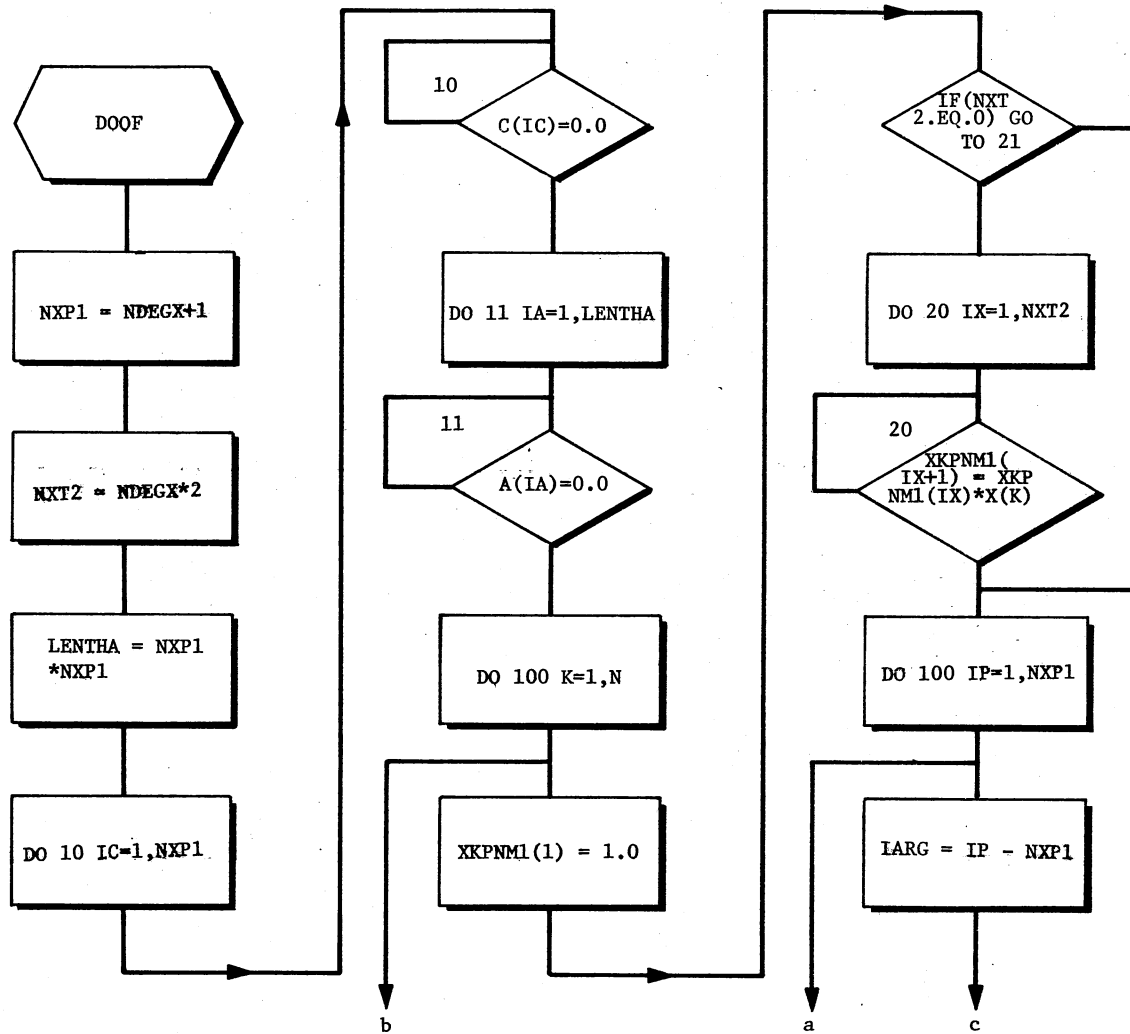 DOQF
NXP1 = NDEGX+1
NXT2 = NDEGX*2
LENTHA = NXP1
*NXP1
DO 10 IC=1,NXP1
10
C(IC)=0.0
DO 11 IA=1,LENTHA
11
A(IA)=0.0
DO 100 K=1,N
XKPNM1(1) = 1.0
b
IF(NXT
2.EQ.0) GO
TO 21
DO 20 IX=1,NXT2
20
XKPNM1(
IX+1) = XKP
NM1(IX)*X(K)
DO 100 IP=1,NXP1
IARG = IP - NXP1
a
c